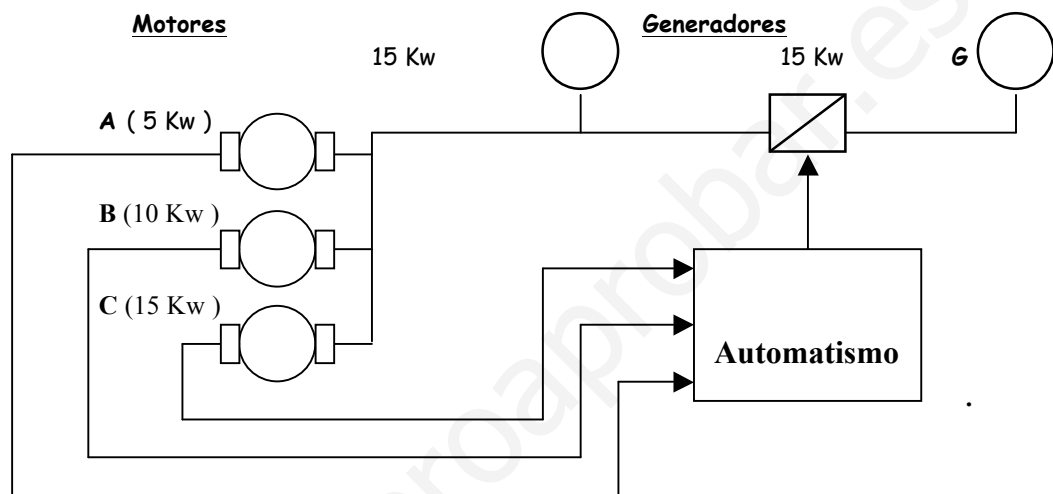 Motores
Generadores
15 Kw
15 Kw
G
A ( 5 Kw )
B (10 Kw )
C (15 Kw )
Automatismo
.